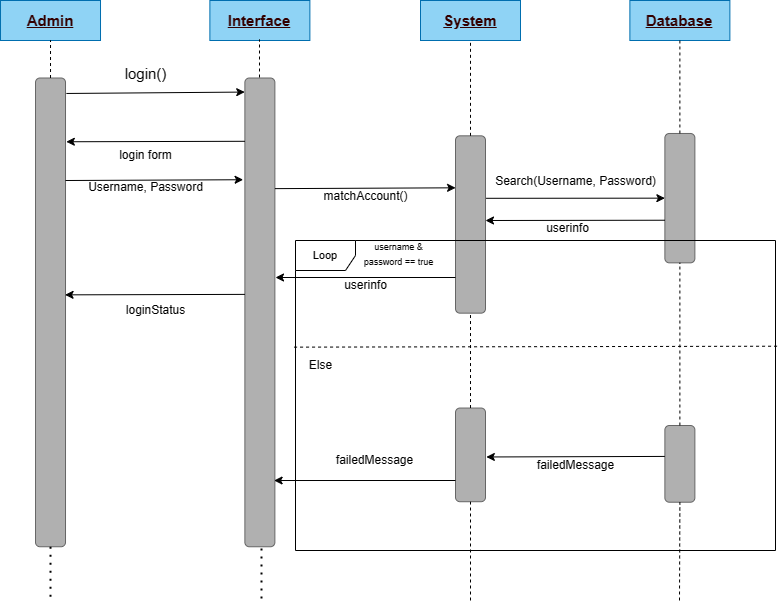 Admin
Interface
System
Database
login()
login form
Username, Password
matchAccount()
Search(Username, Password)
userinfo
Loop
username &
password == true
userinfo
loginStatus
Else
failedMessage
failedMessage